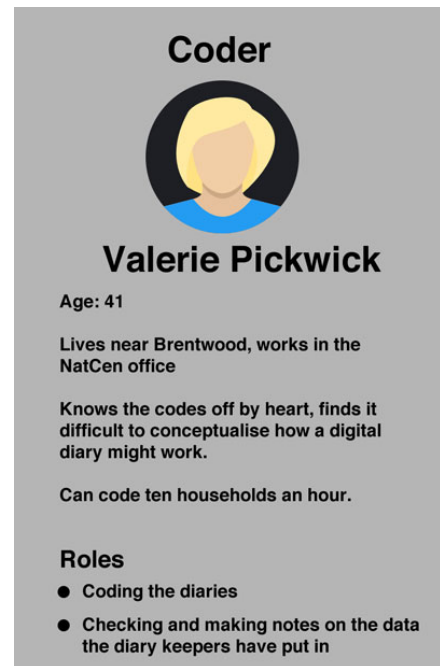 Coder
Valerie Pickwick
Age: 41
Lives near Brentwood, works in the
NatCen office
Knows the codes off by heart, finds it
difficult to conceptualise how a digital
diary might work.
Can code ten households an hour.
Roles
● Coding the diaries
● Checking and making notes on the data
the diary keepers have put in